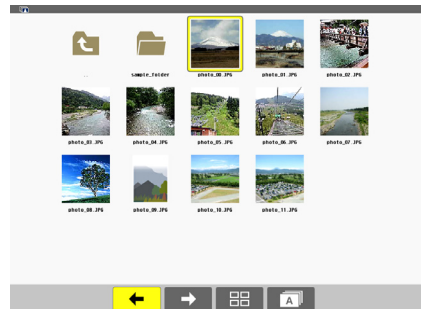 ..
sample_folder
photo_00.JPG
photo_01.JPG
photo_02.JPG
photo_03.JPG
photo_04.JPG
photo_05.JPG
photo_06.JPG
photo_07.JPG
photo_08.JPG
photo_09.JPG
photo_10.JPG
photo_11.JPG
A